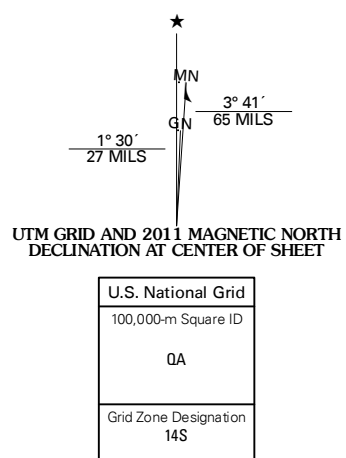 ★
MN
3° 41´
65 MILS
GN
1° 30´
27 MILS
UTM GRID AND 2011 MAGNETIC NORTH
DECLINATION AT CENTER OF SHEET
U.S. National Grid
100,000-m Square ID
QA
Grid Zone Designation
14S